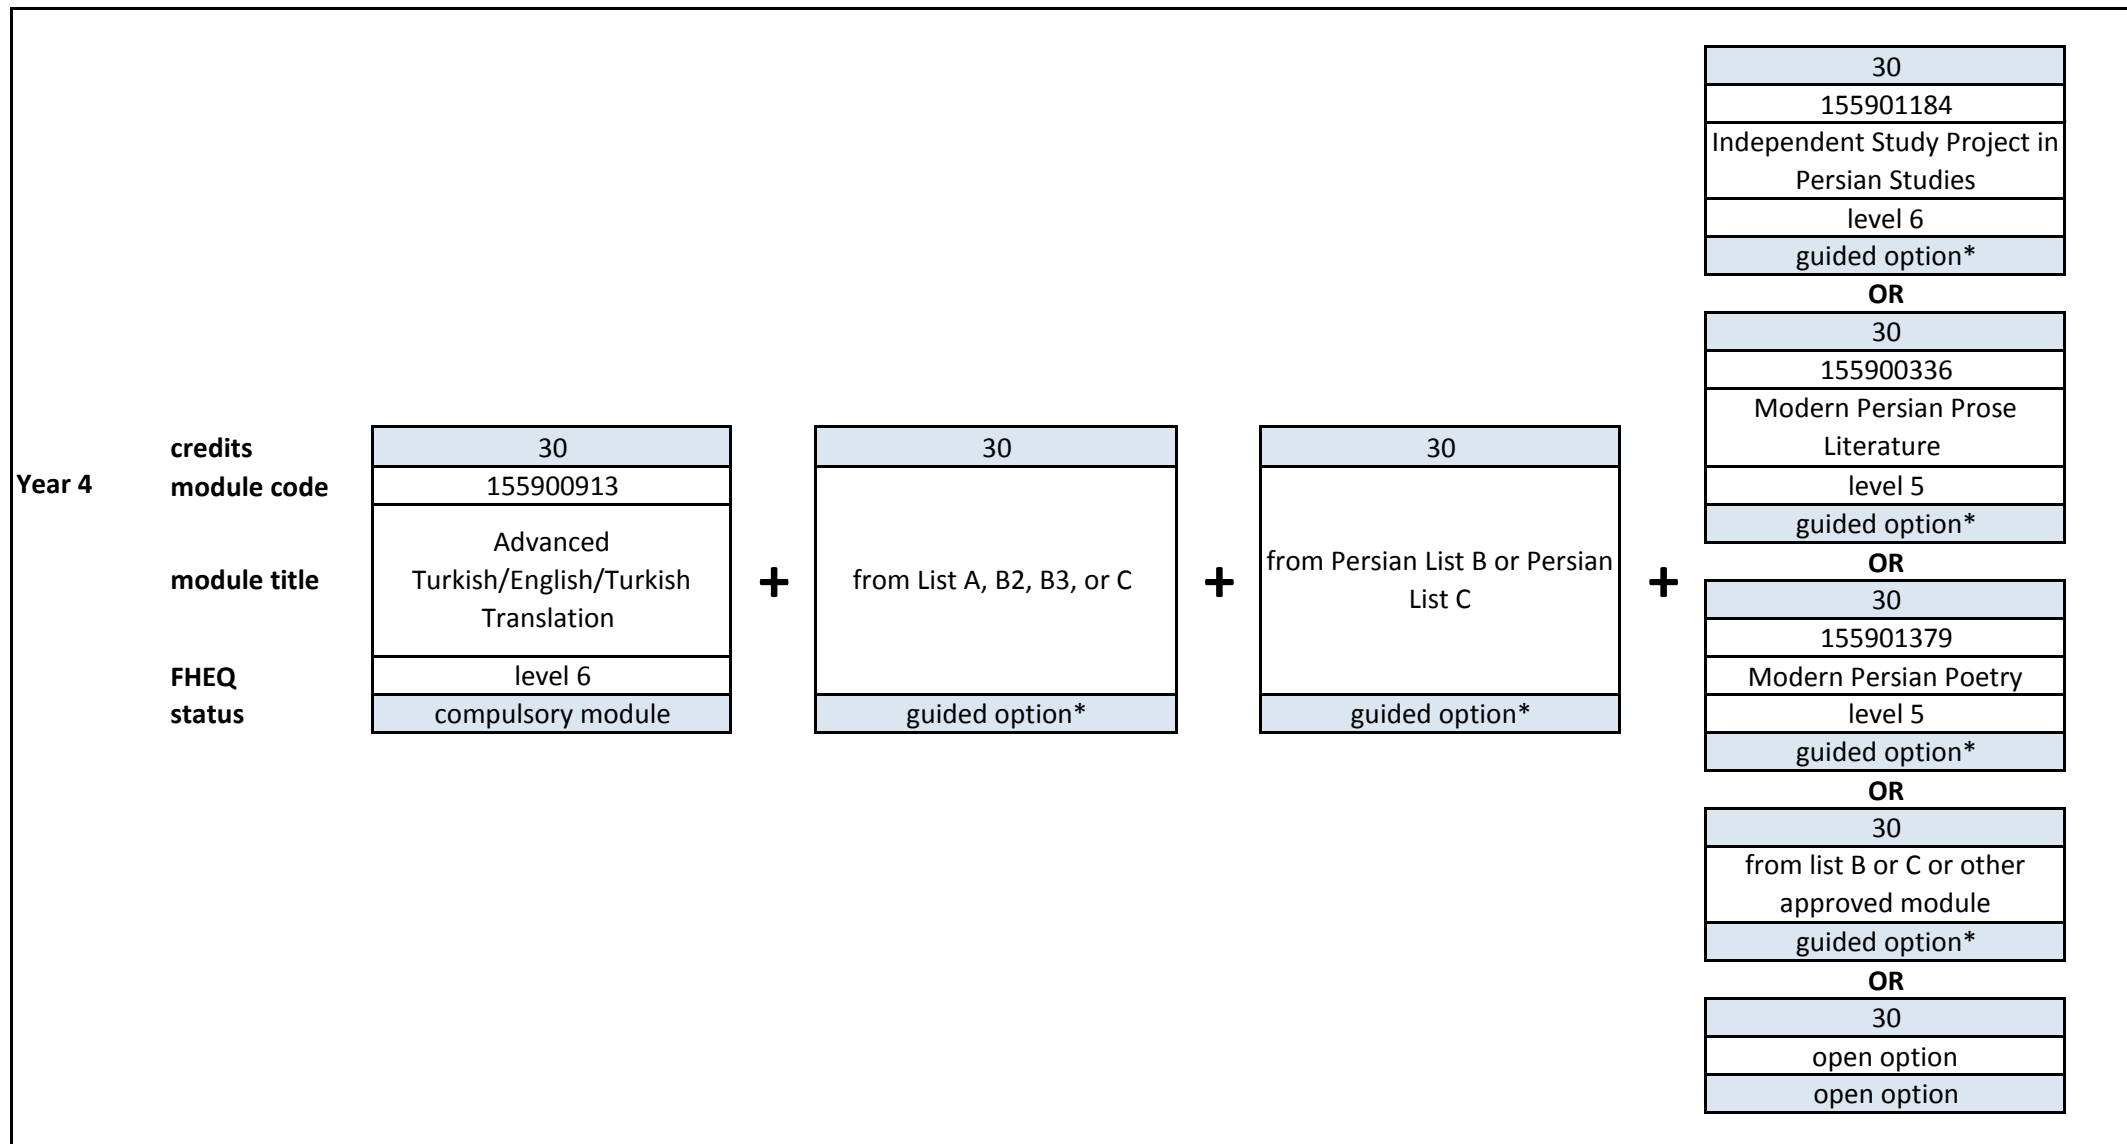 Year 4
credits
module code
module title
FHEQ
status
30
155900913
Advanced
Turkish/English/Turkish
Translation
level 6
compulsory module
+
30
from List A, B2, B3, or C
guided option*
+
30
from Persian List B or Persian
List C
guided option*
+
30
155901184
Independent Study Project in
Persian Studies
level 6
guided option*
OR
30
155900336
Modern Persian Prose
Literature
level 5
guided option*
OR
30
155901379
Modern Persian Poetry
level 5
guided option*
OR
30
from list B or C or other
approved module
guided option*
OR
30
open option
open option